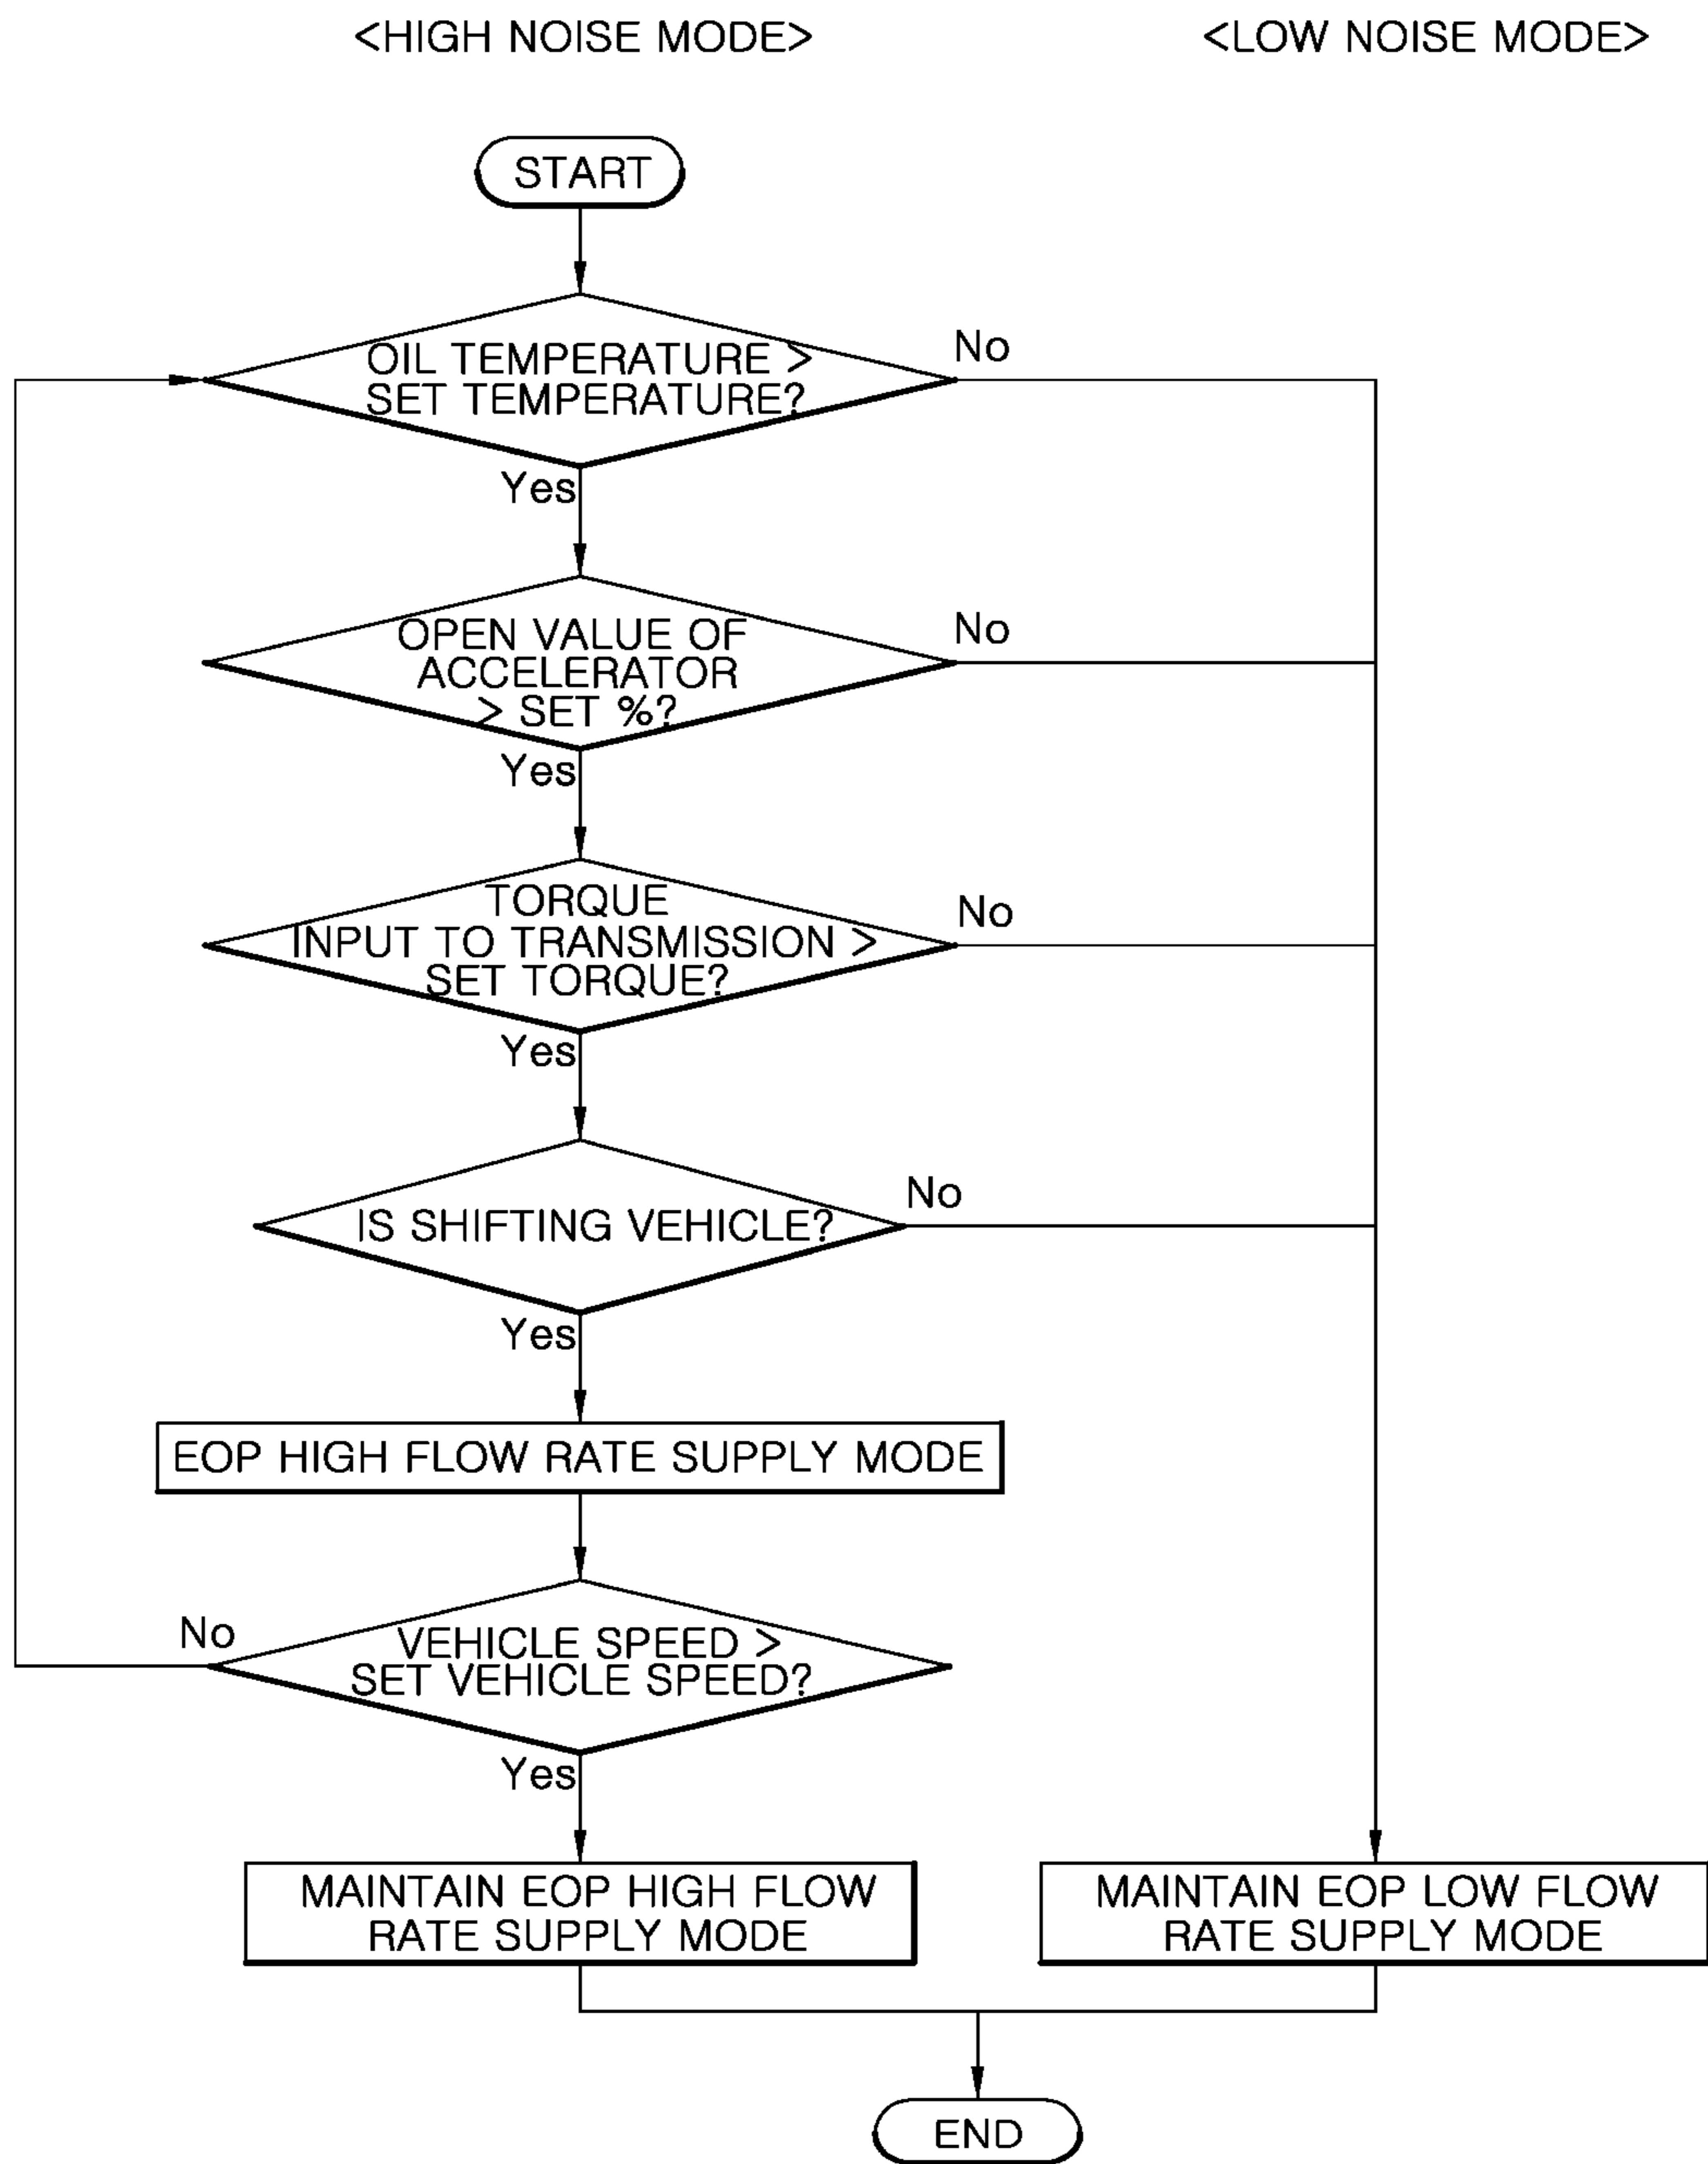 <HIGH NOISE MODE>
<LOW NOISE MODE>
START
OIL TEMPERATURE >
SET TEMPERATURE?
No
Yes
OPEN VALUE OF
ACCELERATOR
> SET %?
No
Yes
TORQUE
INPUT TO TRANSMISSION >
SET TORQUE?
No
Yes
IS SHIFTING VEHICLE?
No
Yes
EOP HIGH FLOW RATE SUPPLY MODE
No
VEHICLE SPEED >
SET VEHICLE SPEED?
Yes
MAINTAIN EOP HIGH FLOW
RATE SUPPLY MODE
MAINTAIN EOP LOW FLOW
RATE SUPPLY MODE
END